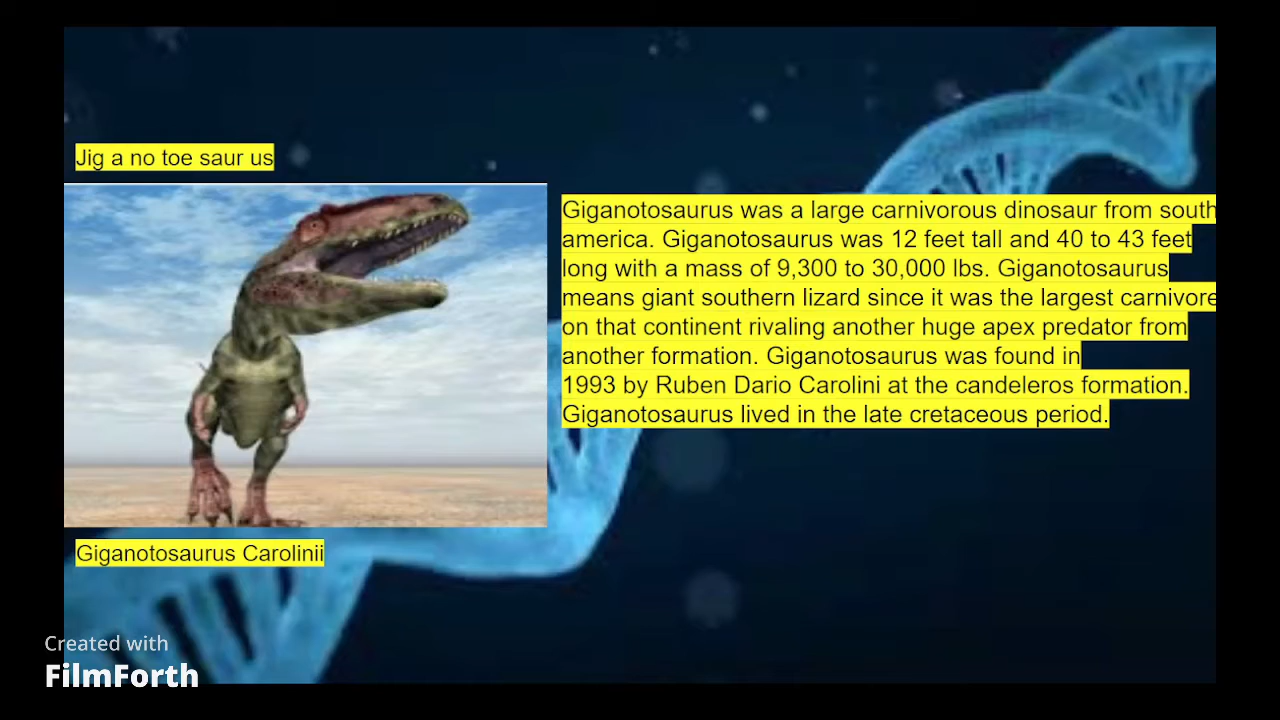 Jig a no toe saur us
Giganotosaurus was a large carnivorous dinosaur from south
america. Giganotosaurus was 12 feet tall and 40 to 43 feet
long with a mass of 9,300 to 30,000 lbs. Giganotosaurus
means giant southern lizard since it was the largest carnivore
on that continent rivaling another huge apex predator from
another formation. Giganotosaurus was found in
1993 by Ruben Dario Carolini at the candeleros formation.
Giganotosaurus lived in the late cretaceous period.
Giganotosaurus Carolinii
Created with
FilmForth